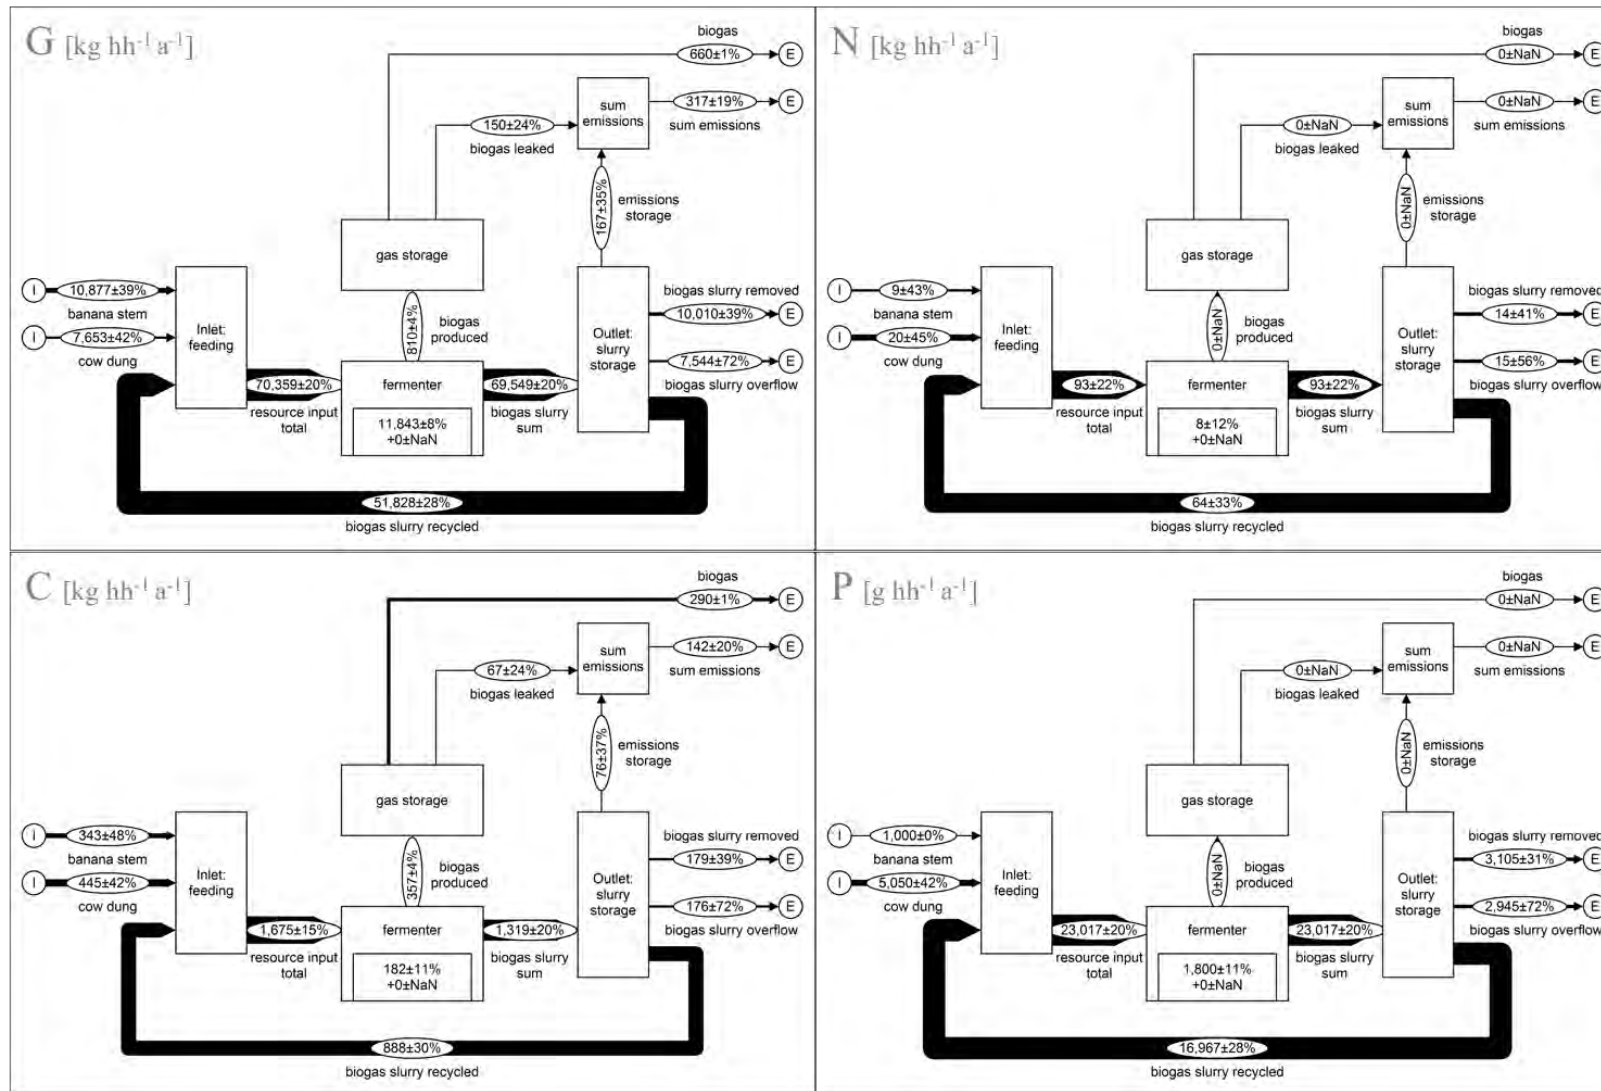 G [kg hh⁻¹ a⁻¹]
biogas
660±1%
E
317±19%
E
sum emissions
sum
emissions
150±24%
biogas leaked
167±35%
emissions
storage
gas storage
I
10,877±39%
banana stem
I
7,653±42%
cow dung
Inlet:
feeding
810±4%
biogas
produced
Outlet:
slurry
storage
biogas slurry removed
10,010±39%
E
7,544±72%
E
biogas slurry overflow
70,359±20%
resource input
total
fermenter
11,843±8%
+0±NaN
69,549±20%
biogas slurry
sum
51,828±28%
biogas slurry recycled
N [kg hh⁻¹ a⁻¹]
biogas
0±NaN
E
0±NaN
E
sum emissions
sum
emissions
0±NaN
biogas leaked
0±NaN
emissions
storage
gas storage
I
9±43%
banana stem
I
20±45%
cow dung
Inlet:
feeding
0±NaN
biogas
produced
Outlet:
slurry
storage
biogas slurry removed
14±41%
E
15±56%
E
biogas slurry overflow
93±22%
resource input
total
fermenter
8±12%
+0±NaN
93±22%
biogas slurry
sum
64±33%
biogas slurry recycled
C [kg hh⁻¹ a⁻¹]
biogas
290±1%
E
142±20%
E
sum emissions
sum
emissions
67±24%
biogas leaked
76±37%
emissions
storage
gas storage
I
343±48%
banana stem
I
445±42%
cow dung
Inlet:
feeding
357±4%
biogas
produced
Outlet:
slurry
storage
biogas slurry removed
179±39%
E
176±72%
E
biogas slurry overflow
1,675±15%
resource input
total
fermenter
182±11%
+0±NaN
1,319±20%
biogas slurry
sum
888±30%
biogas slurry recycled
P [g hh⁻¹ a⁻¹]
biogas
0±NaN
E
0±NaN
E
sum emissions
sum
emissions
0±NaN
biogas leaked
0±NaN
emissions
storage
gas storage
I
1,000±0%
banana stem
I
5,050±42%
cow dung
Inlet:
feeding
0±NaN
biogas
produced
Outlet:
slurry
storage
biogas slurry removed
3,105±31%
E
2,945±72%
E
biogas slurry overflow
23,017±20%
resource input
total
fermenter
1,800±11%
+0±NaN
23,017±20%
biogas slurry
sum
16,967±28%
biogas slurry recycled